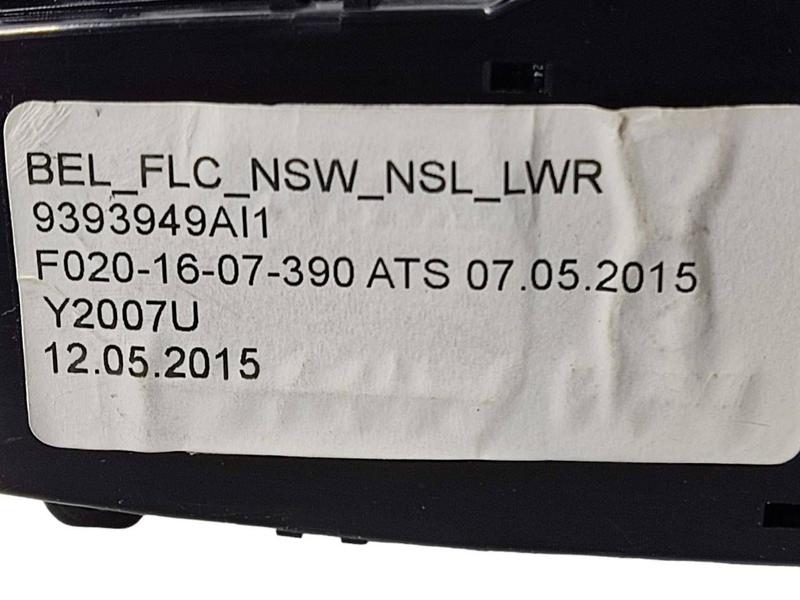 BEL_FLC_NSW_NSL_LWR
9393949AI1
F020-16-07-390 ATS 07.05.2015
Y2007U
12.05.2015